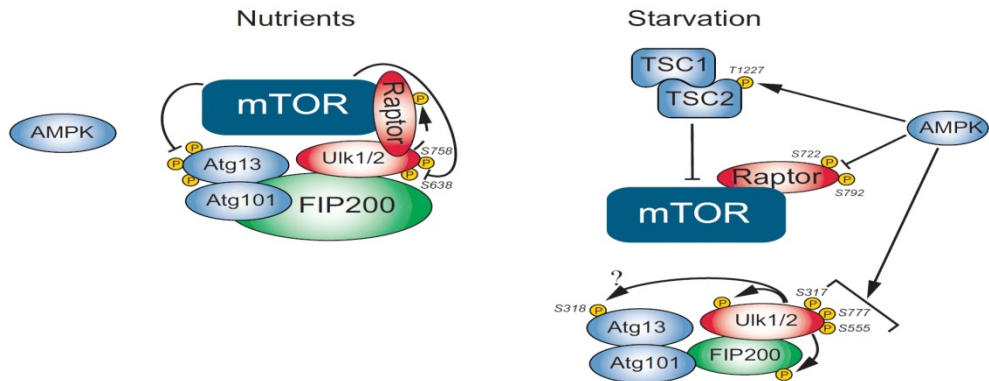 Nutrients
mTOR
Raptor
P
AMPK
P
P
P
Atg13
Ulk1/2
S758
P
P
S638
Atg101
FIP200
Starvation
TSC1
TSC2
T1227
P
AMPK
S722
P
Raptor
P
S792
mTOR
?
S318
P
Atg13
P
Ulk1/2
S317
P
S777
P
S555
P
Atg101
FIP200
P